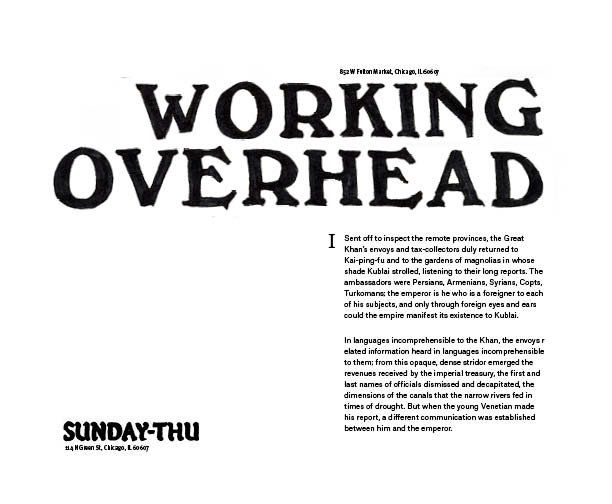 852 W Fulton Market, Chicago, IL 60607
WORKING
OVERHEAD
I
Sent off to inspect the remote provinces, the Great
Khan's envoys and tax-collectors duly returned to
Kai-ping-fu and to the gardens of magnolias in whose
shade Kublai strolled, listening to their long reports. The
ambassadors were Persians, Armenians, Syrians, Copts,
Turkomans; the emperor is he who is a foreigner to each
of his subjects, and only through foreign eyes and ears
could the empire manifest its existence to Kublai.
In languages incomprehensible to the Khan, the envoys r
elated information heard in languages incomprehensible
to them; from this opaque, dense stridor emerged the
revenues received by the imperial treasury, the first and
last names of officials dismissed and decapitated, the
dimensions of the canals that the narrow rivers fed in
times of drought. But when the young Venetian made
his report, a different communication was established
between him and the emperor.
SUNDAY-THU
114 N Green St, Chicago, IL 60607